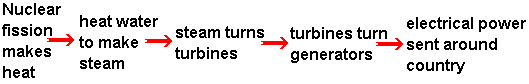 Nuclear
fission
makes
heat
heat water
to make
steam
steam turns
turbines
turbines turn
generators
electrical power
sent around
country